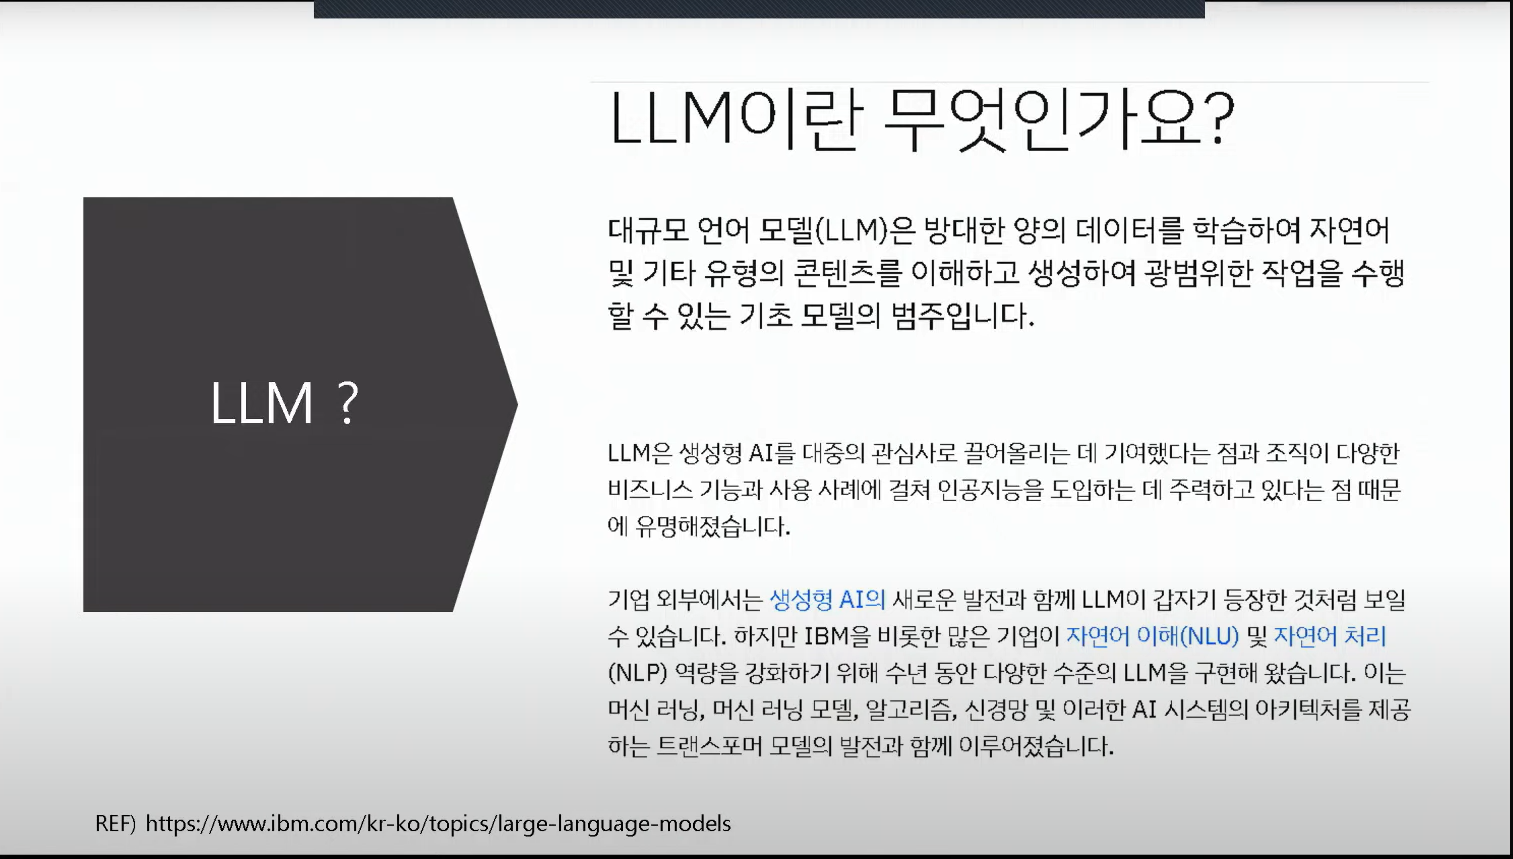 LLM이란 무엇인가요?
대규모 언어 모델(LLM)은 방대한 양의 데이터를 학습하여 자연어
및 기타 유형의 콘텐츠를 이해하고 생성하여 광범위한 작업을 수행
할 수 있는 기초 모델의 범주입니다.
LLM ?
LLM은 생성형 AI를 대중의 관심사로 끌어올리는 데 기여했다는 점과 조직이 다양한
비즈니스 기능과 사용 사례에 걸쳐 인공지능을 도입하는 데 주력하고 있다는 점 때문
에 유명해졌습니다.
기업 외부에서는 생성형 AI의 새로운 발전과 함께 LLM이 갑자기 등장한 것처럼 보일
수 있습니다. 하지만 IBM을 비롯한 많은 기업이 자연어 이해(NLU) 및 자연어 처리
(NLP) 역량을 강화하기 위해 수년 동안 다양한 수준의 LLM을 구현해 왔습니다. 이는
머신 러닝, 머신 러닝 모델, 알고리즘, 신경망 및 이러한 AI 시스템의 아키텍처를 제공
하는 트랜스포머 모델의 발전과 함께 이루어졌습니다.
REF) https://www.ibm.com/kr-ko/topics/large-language-models